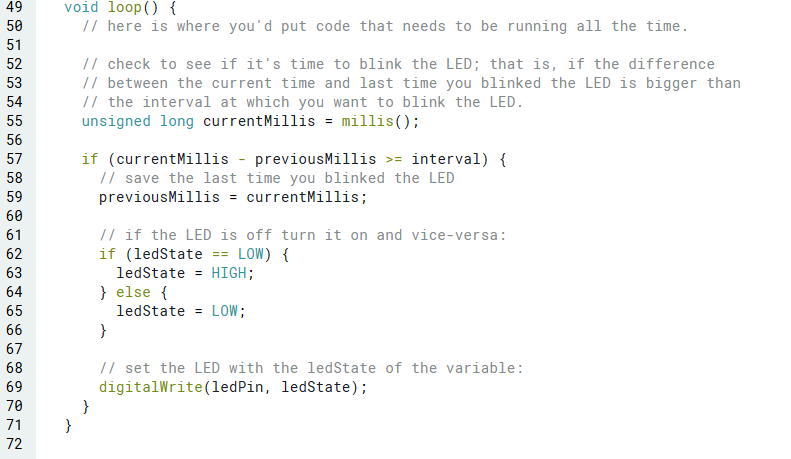 49 void loop() {
50 // here is where you'd put code that needs to be running all the time.
51
52 // check to see if it's time to blink the LED; that is, if the difference
53 // between the current time and last time you blinked the LED is bigger than
54 // the interval at which you want to blink the LED.
55 unsigned long currentMillis = millis();
56
57 if (currentMillis - previousMillis >= interval) {
58 // save the last time you blinked the LED
59 previousMillis = currentMillis;
60
61 // if the LED is off turn it on and vice-versa:
62 if (ledState == LOW) {
63 ledState = HIGH;
64 } else {
65 ledState = LOW;
66 }
67
68 // set the LED with the ledState of the variable:
69 digitalWrite(ledPin, ledState);
70 }
71 }
72